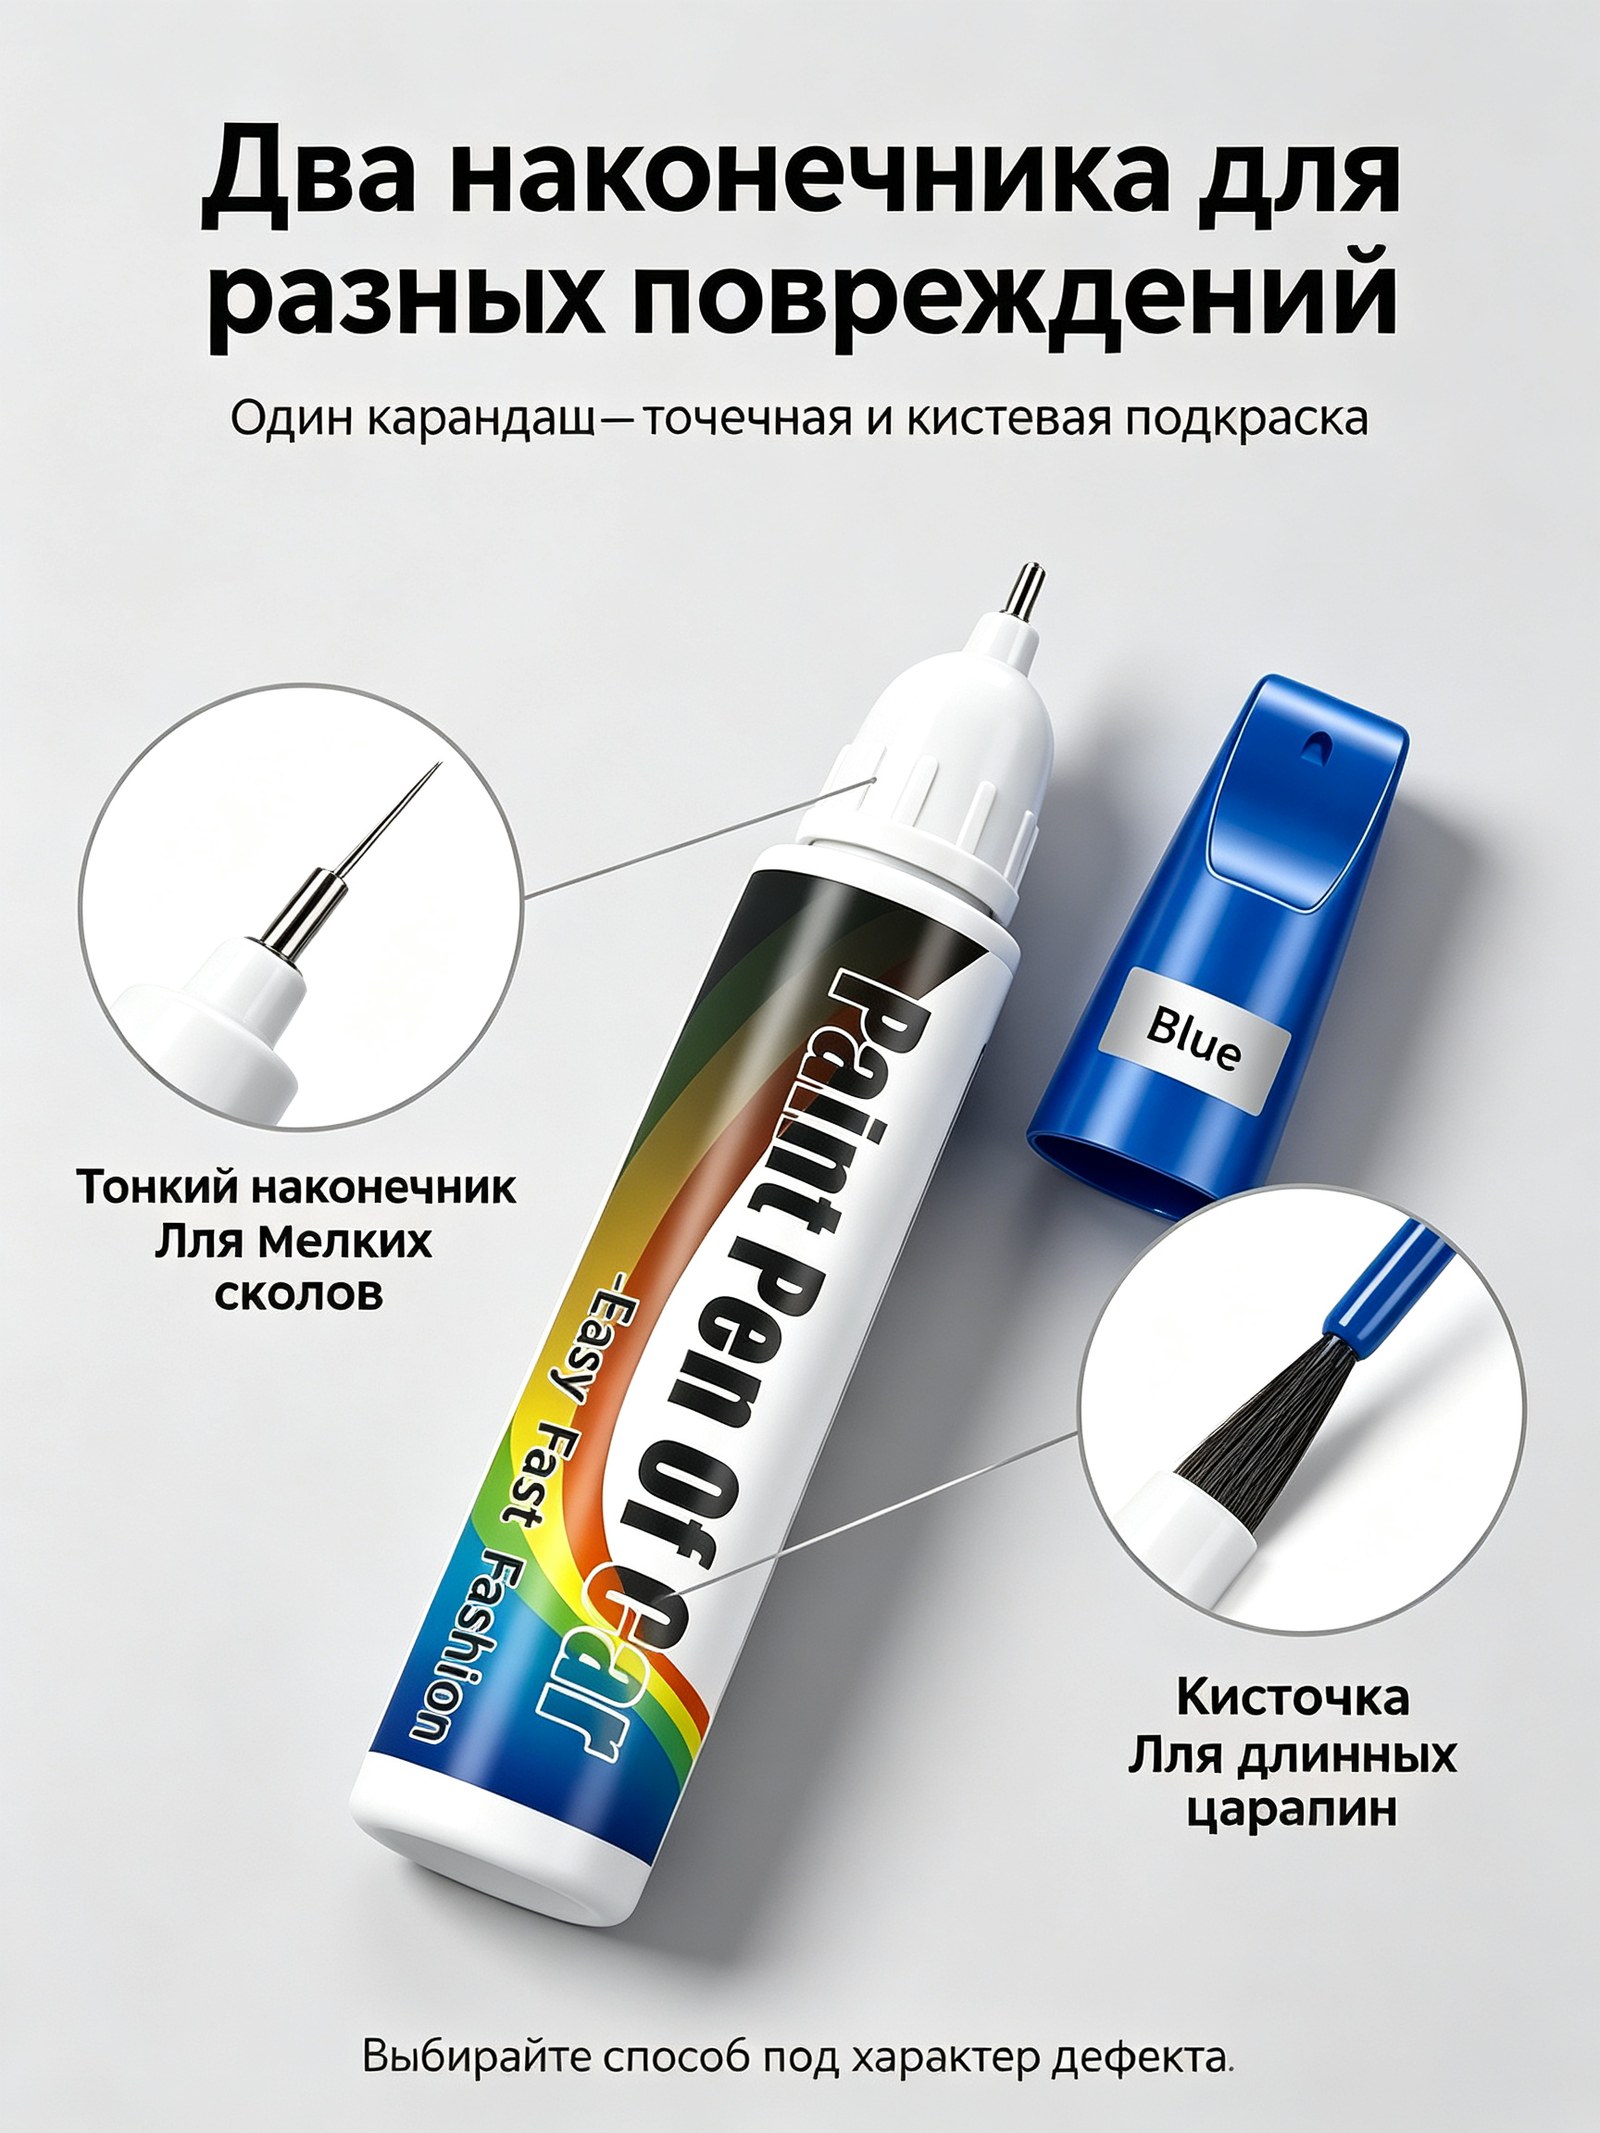 Два наконечника для
разных повреждений
Один карандаш—точечная и кистевая подкраска
Тонкий наконечник
Лля Мелких
сколов
Blue
Paint Pen Of Car
-Easy Fast Fashion
Кисточка
Лля длинных
царапин
Выбирайте способ под характер дефекта.